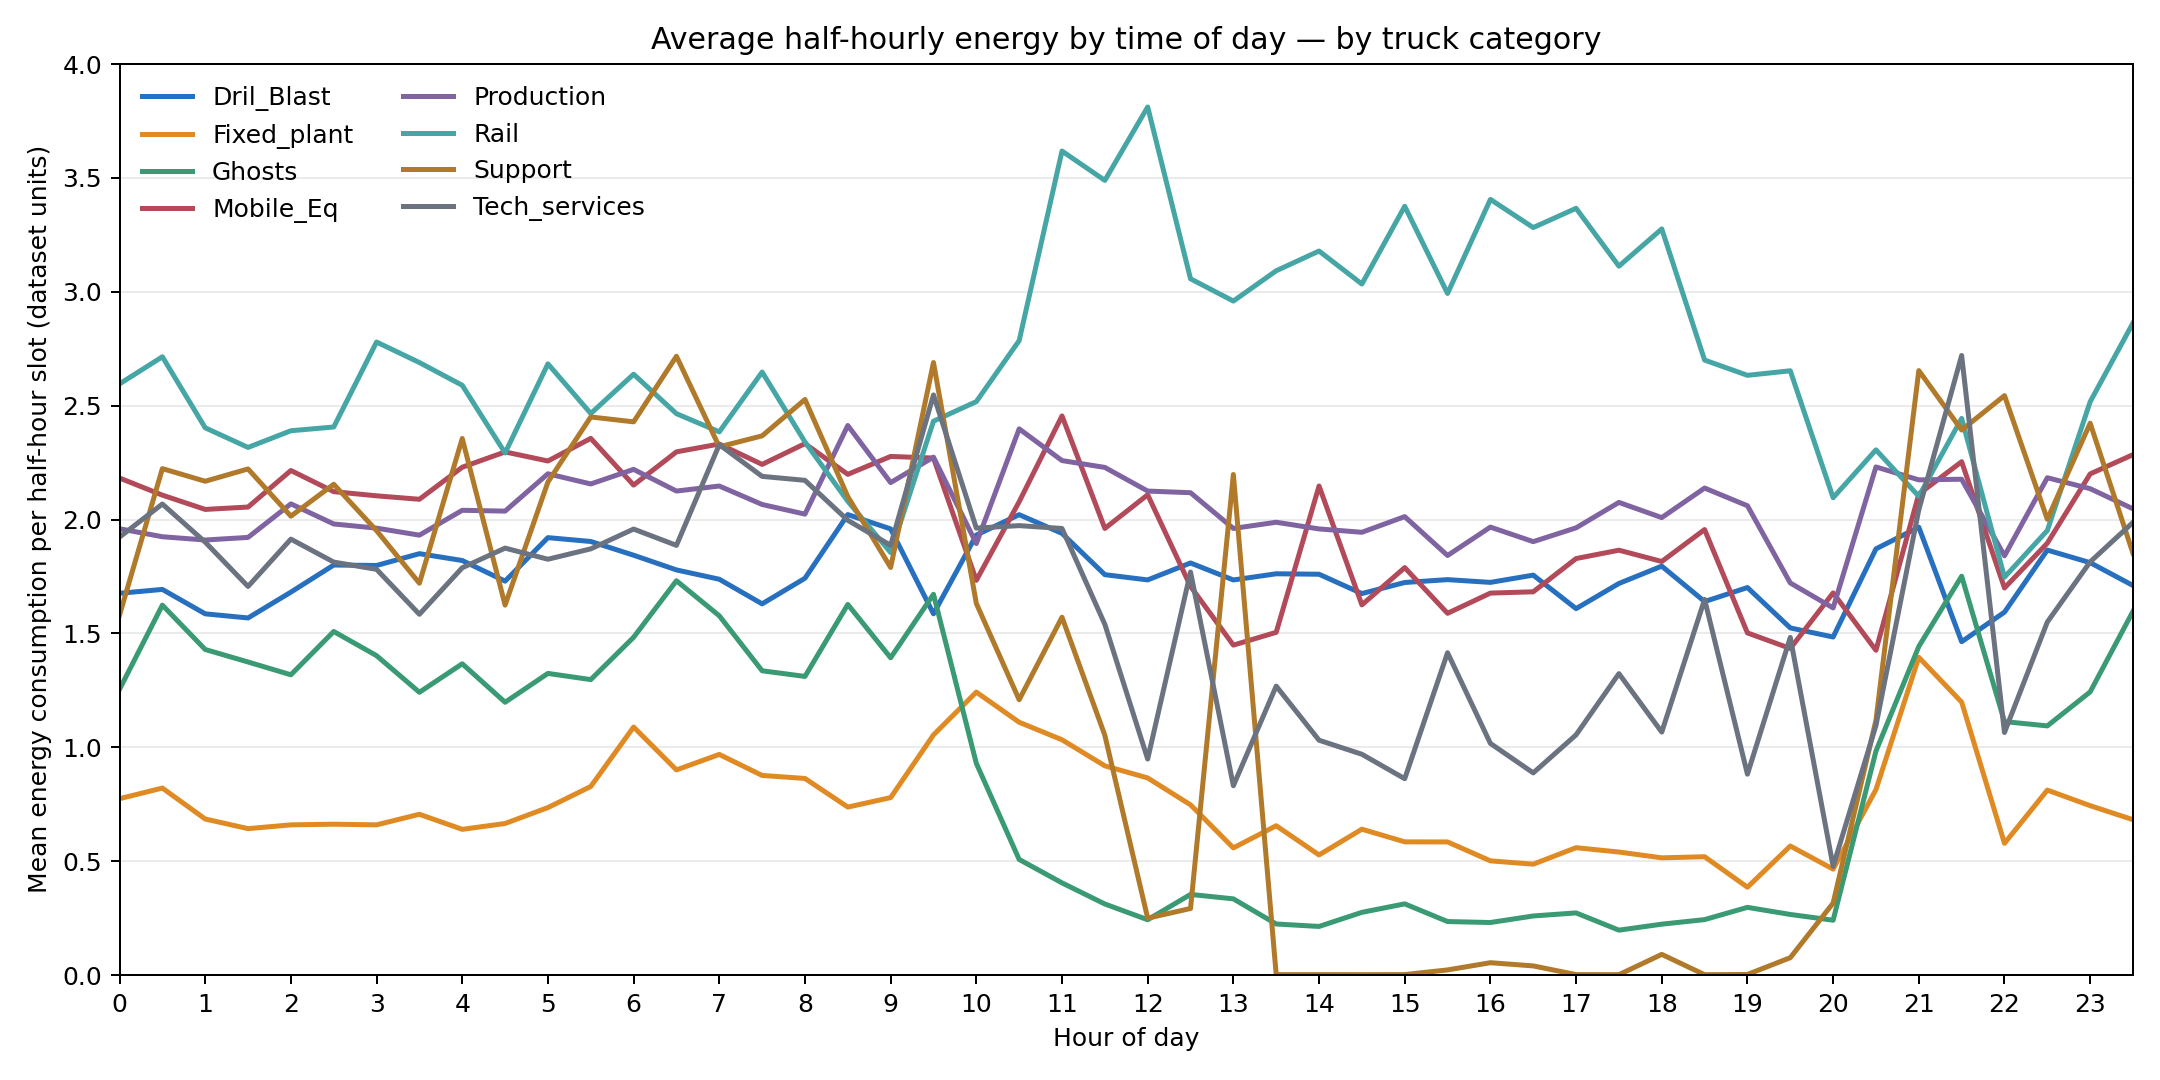 Average half-hourly energy by time of day — by truck category
Mean energy consumption per half-hour slot (dataset units)
4.0
3.5
3.0
2.5
2.0
1.5
1.0
0.5
0.0
Dril_Blast
Fixed_plant
Ghosts
Mobile_Eq
Production
Rail
Support
Tech_services
0 1 2 3 4 5 6 7 8 9 10 11 12 13 14 15 16 17 18 19 20 21 22 23
Hour of day